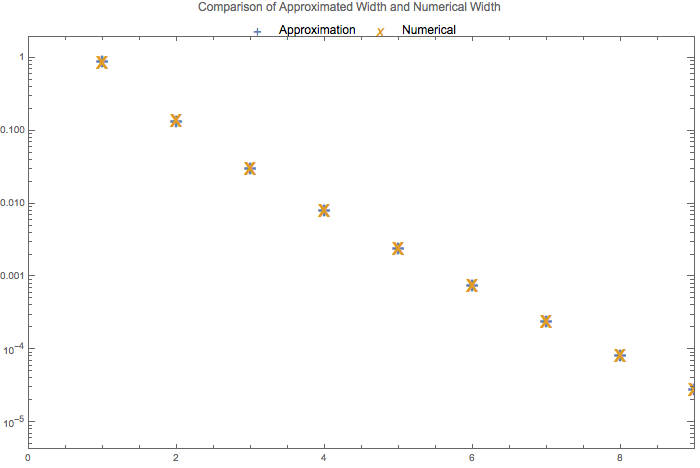 Comparison of Approximated Width and Numerical Width
+ Approximation × Numerical
1
0.100
0.010
0.001
10⁻⁴
10⁻⁵
0 2 4 6 8